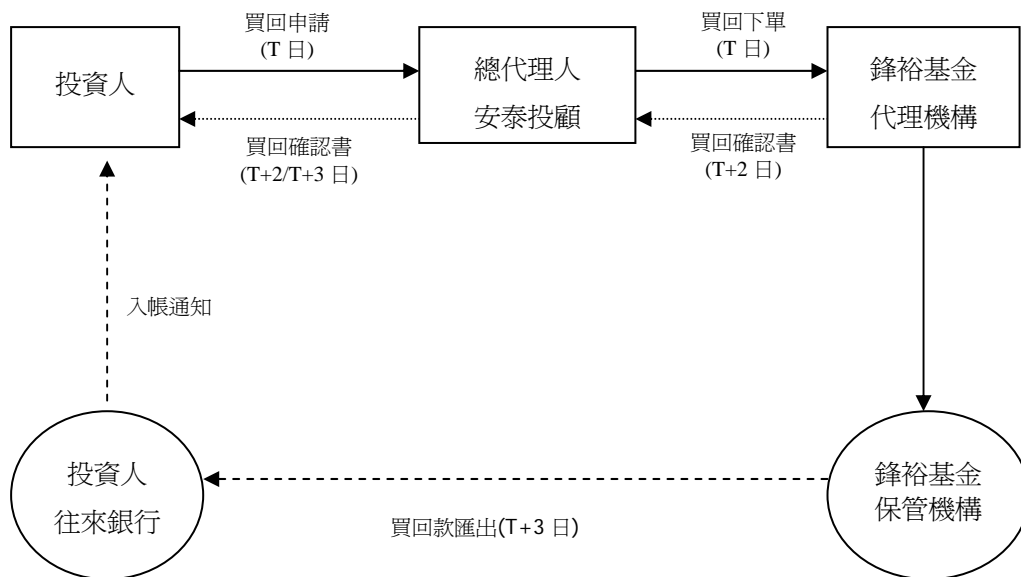 買回申請
(T 日)
買回下單
(T 日)
投資人
總代理人
安泰投顧
鋒裕基金
代理機構
買回確認書
(T+2/T+3 日)
買回確認書
(T+2 日)
入帳通知
投資人
往來銀行
鋒裕基金
保管機構
買回款匯出(T+3 日)